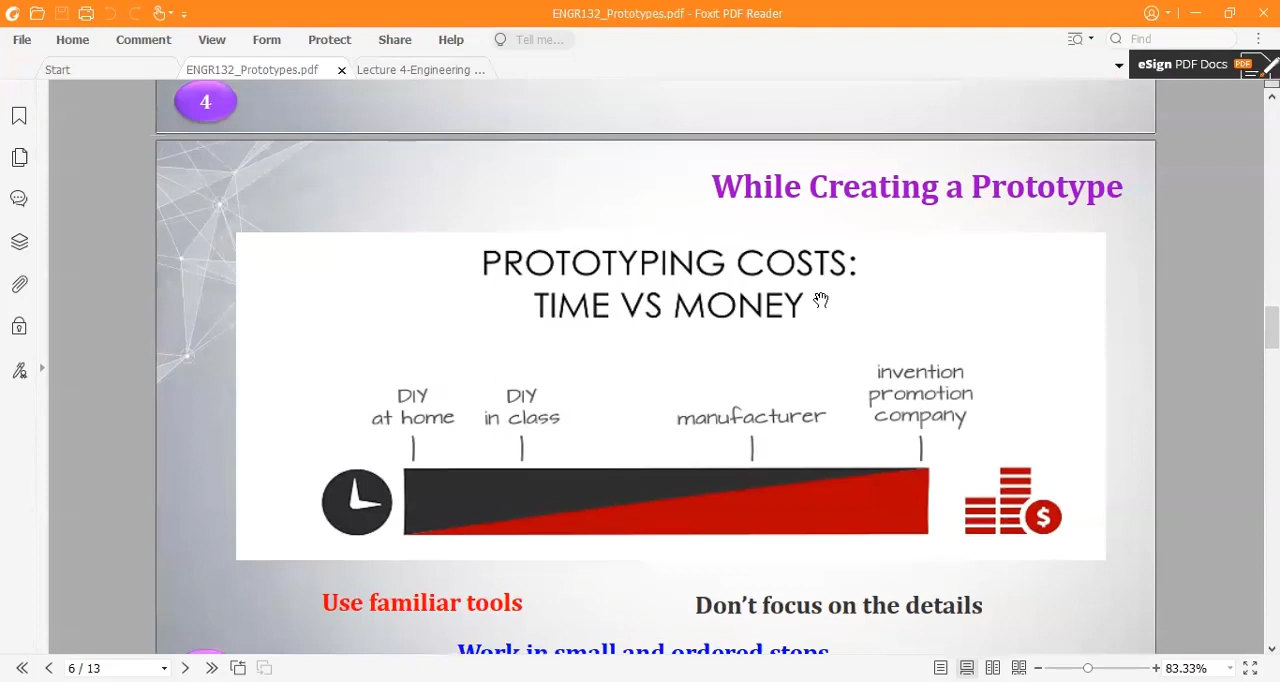 ENGR132_Prototypes.pdf - Foxit PDF Reader
File Home Comment View Form Protect Share Help Tell me... Find
Start ENGR132_Prototypes.pdf Lecture 4-Engineering ... eSign PDF Docs PDF
4
While Creating a Prototype
PROTOTYPING COSTS:
TIME VS MONEY
DIY
at home
DIY
in class
manufacturer
invention
promotion
company
$
Use familiar tools
Don't focus on the details
Work in small and ordered steps
6 / 13 83.33%